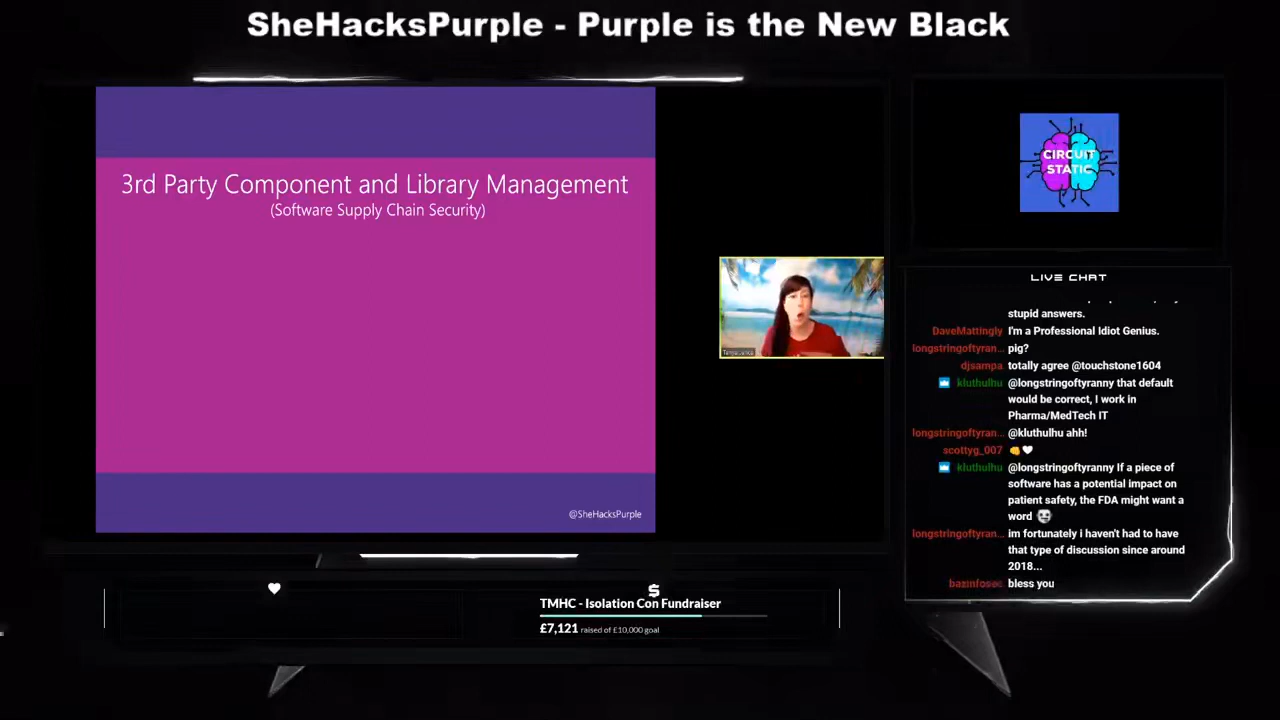 SheHacksPurple - Purple is the New Black
3rd Party Component and Library Management
(Software Supply Chain Security)
@SheHacksPurple
CIRCUIT
STATIC
LIVE CHAT
stupid answers.
DaveMattingly I'm a Professional Idiot Genius.
longstringoftyran... pig?
djsampa totally agree @touchstone1604
kluthulhu @longstringoftyranny that default
would be correct, I work in
Pharma/MedTech IT
longstringoftyran... @kluthulhu ahh!
scottyg_007 👊🤍
kluthulhu @longstringoftyranny If a piece of
software has a potential impact on
patient safety, the FDA might want a
word
longstringoftyran... im fortunately i haven't had to have
that type of discussion since around
2018...
bazinfosec bless you
TMHC - Isolation Con Fundraiser
£7,121 raised of £10,000 goal